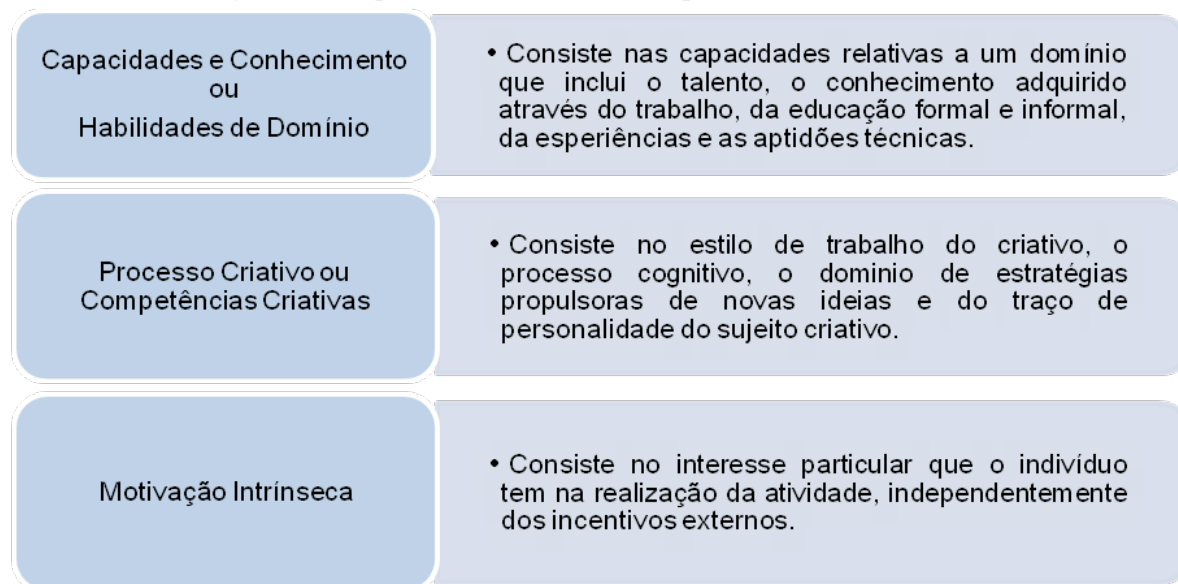 Capacidades e Conhecimento
ou
Habilidades de Domínio
• Consiste nas capacidades relativas a um domínio
que inclui o talento, o conhecimento adquirido
através do trabalho, da educação formal e informal,
da esperiências e as aptidões técnicas.
Processo Criativo ou
Competências Criativas
• Consiste no estilo de trabalho do criativo, o
processo cognitivo, o dominio de estratégias
propulsoras de novas ideias e do traço de
personalidade do sujeito criativo.
Motivação Intrínseca
• Consiste no interesse particular que o indivíduo
tem na realização da atividade, independentemente
dos incentivos externos.